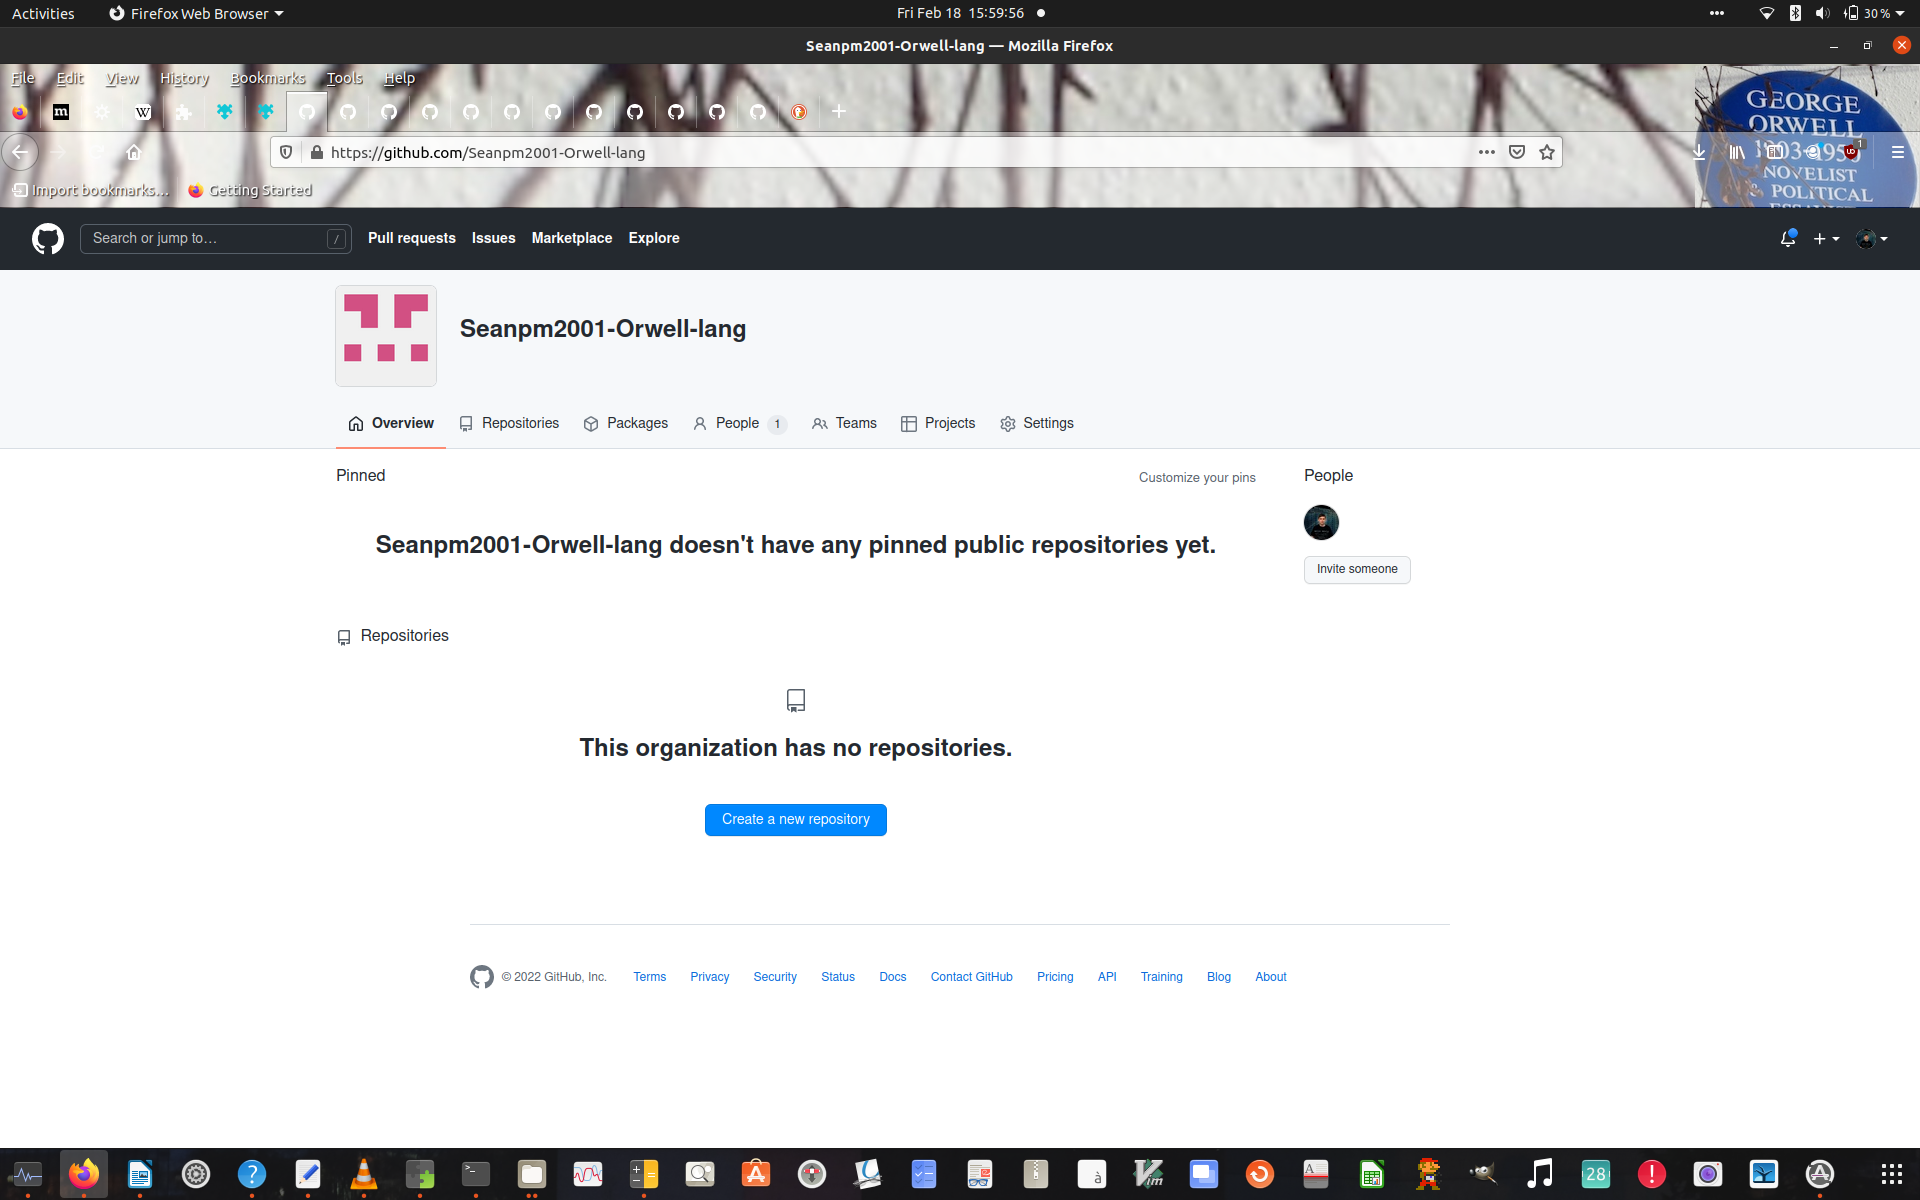 Activities
Firefox Web Browser
Fri Feb 18 15:59:56
30 %
Seanpm2001-Orwell-lang — Mozilla Firefox
File Edit View History Bookmarks Tools Help
GEORGE
ORWELL
NOVELIST
& POLITICAL
https://github.com/Seanpm2001-Orwell-lang
Import bookmarks... Getting Started
Search or jump to… /
Pull requests Issues Marketplace Explore
Seanpm2001-Orwell-lang
Overview Repositories Packages People 1 Teams Projects Settings
Pinned
Customize your pins
People
Seanpm2001-Orwell-lang doesn't have any pinned public repositories yet.
Invite someone
Repositories
This organization has no repositories.
Create a new repository
© 2022 GitHub, Inc. Terms Privacy Security Status Docs Contact GitHub Pricing API Training Blog About
28